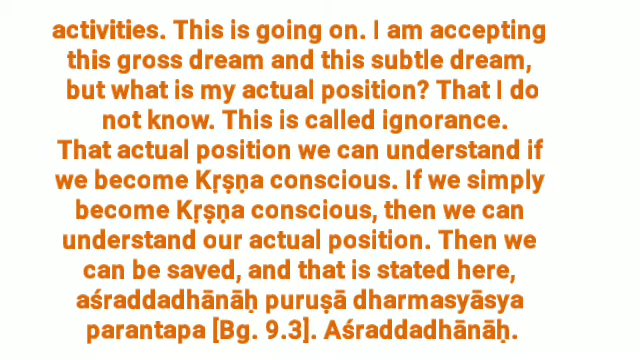 activities. This is going on. I am accepting
this gross dream and this subtle dream,
but what is my actual position? That I do
not know. This is called ignorance.
That actual position we can understand if
we become Kṛṣṇa conscious. If we simply
become Kṛṣṇa conscious, then we can
understand our actual position. Then we
can be saved, and that is stated here,
aśraddadhānāḥ puruṣā dharmasyāsya
parantapa [Bg. 9.3]. Aśraddadhānāḥ.